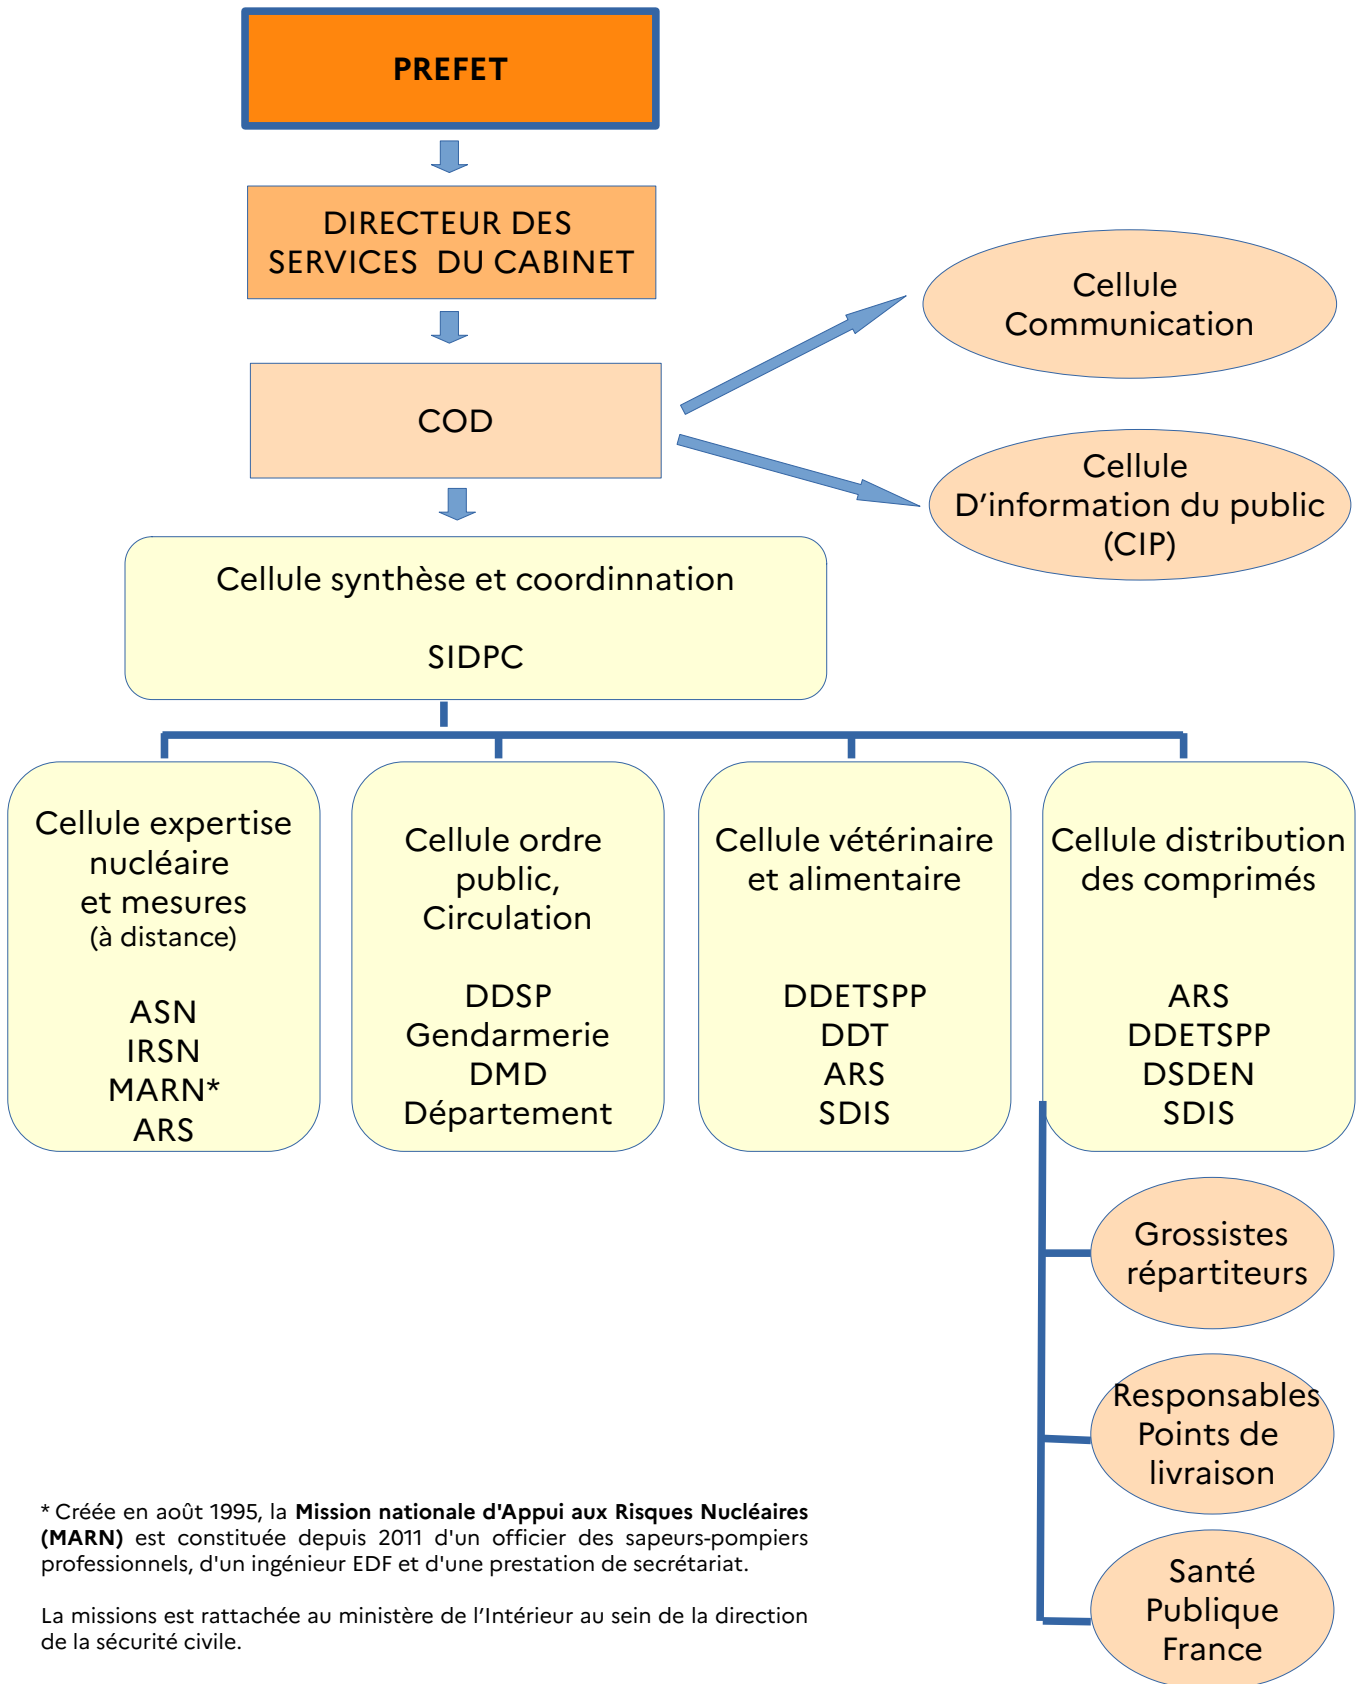 PREFET
DIRECTEUR DES
SERVICES DU CABINET
COD
Cellule
Communication
Cellule
D’information du public
(CIP)
Cellule synthèse et coordinnation
SIDPC
Cellule expertise
nucléaire
et mesures
(à distance)
ASN
IRSN
MARN*
ARS
Cellule ordre
public,
Circulation
DDSP
Gendarmerie
DMD
Département
Cellule vétérinaire
et alimentaire
DDETSPP
DDT
ARS
SDIS
Cellule distribution
des comprimés
ARS
DDETSPP
DSDEN
SDIS
Grossistes
répartiteurs
Responsables
Points de
livraison
Santé
Publique
France
* Créée en août 1995, la Mission nationale d'Appui aux Risques Nucléaires
(MARN) est constituée depuis 2011 d'un officier des sapeurs-pompiers
professionnels, d'un ingénieur EDF et d'une prestation de secrétariat.
La missions est rattachée au ministère de l’Intérieur au sein de la direction
de la sécurité civile.